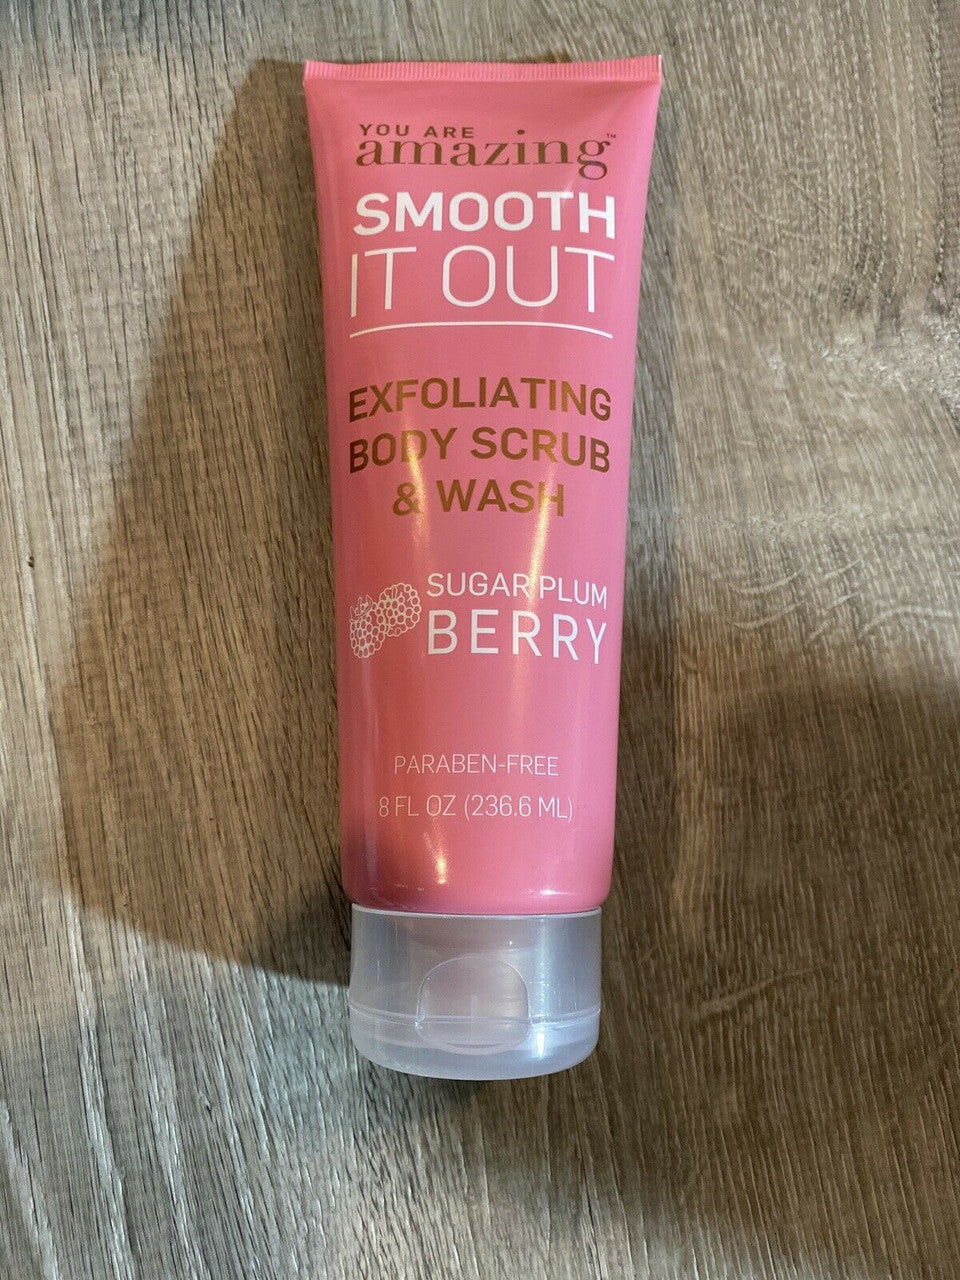 YOU ARE
amazing™
SMOOTH
IT OUT
EXFOLIATING
BODY SCRUB
& WASH
SUGAR PLUM
BERRY
PARABEN-FREE
8 FL OZ (236.6 ML)